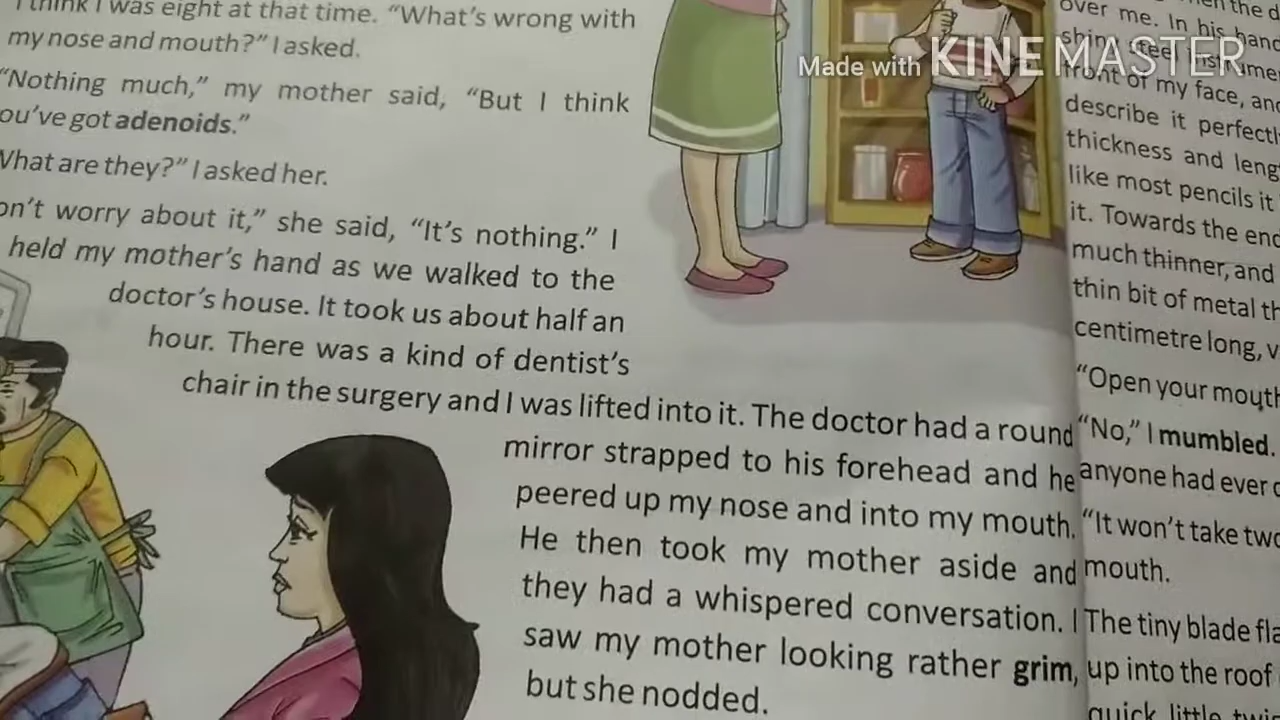 I think I was eight at that time. “What’s wrong with
my nose and mouth?” I asked.
“Nothing much,” my mother said, “But I think
ou’ve got adenoids.”
What are they?” I asked her.
on’t worry about it,” she said, “It’s nothing.” I
held my mother’s hand as we walked to the
doctor’s house. It took us about half an
hour. There was a kind of dentist’s
chair in the surgery and I was lifted into it. The doctor had a round
mirror strapped to his forehead and he
peered up my nose and into my mouth.
He then took my mother aside and
they had a whispered conversation. I
saw my mother looking rather grim,
but she nodded.
Made with KINEMASTER
over me. In his hand
shiny steel
front of my face, and
describe it perfectl
thickness and leng
like most pencils it
it. Towards the end
much thinner, and
thin bit of metal th
centimetre long, v
“Open your mouth
“No,” I mumbled.
anyone had ever
“It won’t take two
mouth.
The tiny blade fla
up into the roof
quick little twi